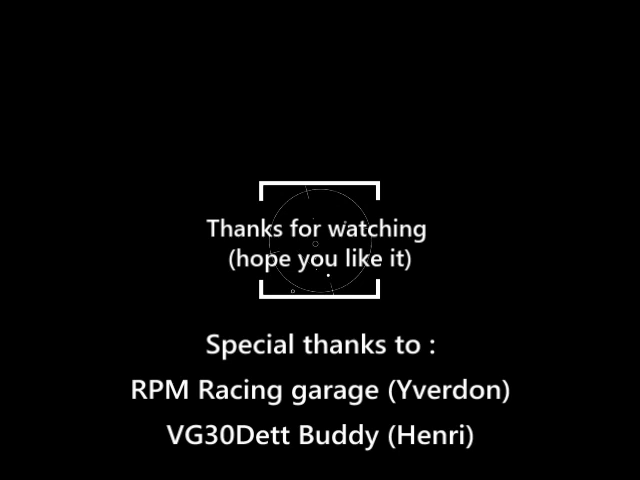 Thanks for watching
(hope you like it)
Special thanks to :
RPM Racing garage (Yverdon)
VG30Dett Buddy (Henri)